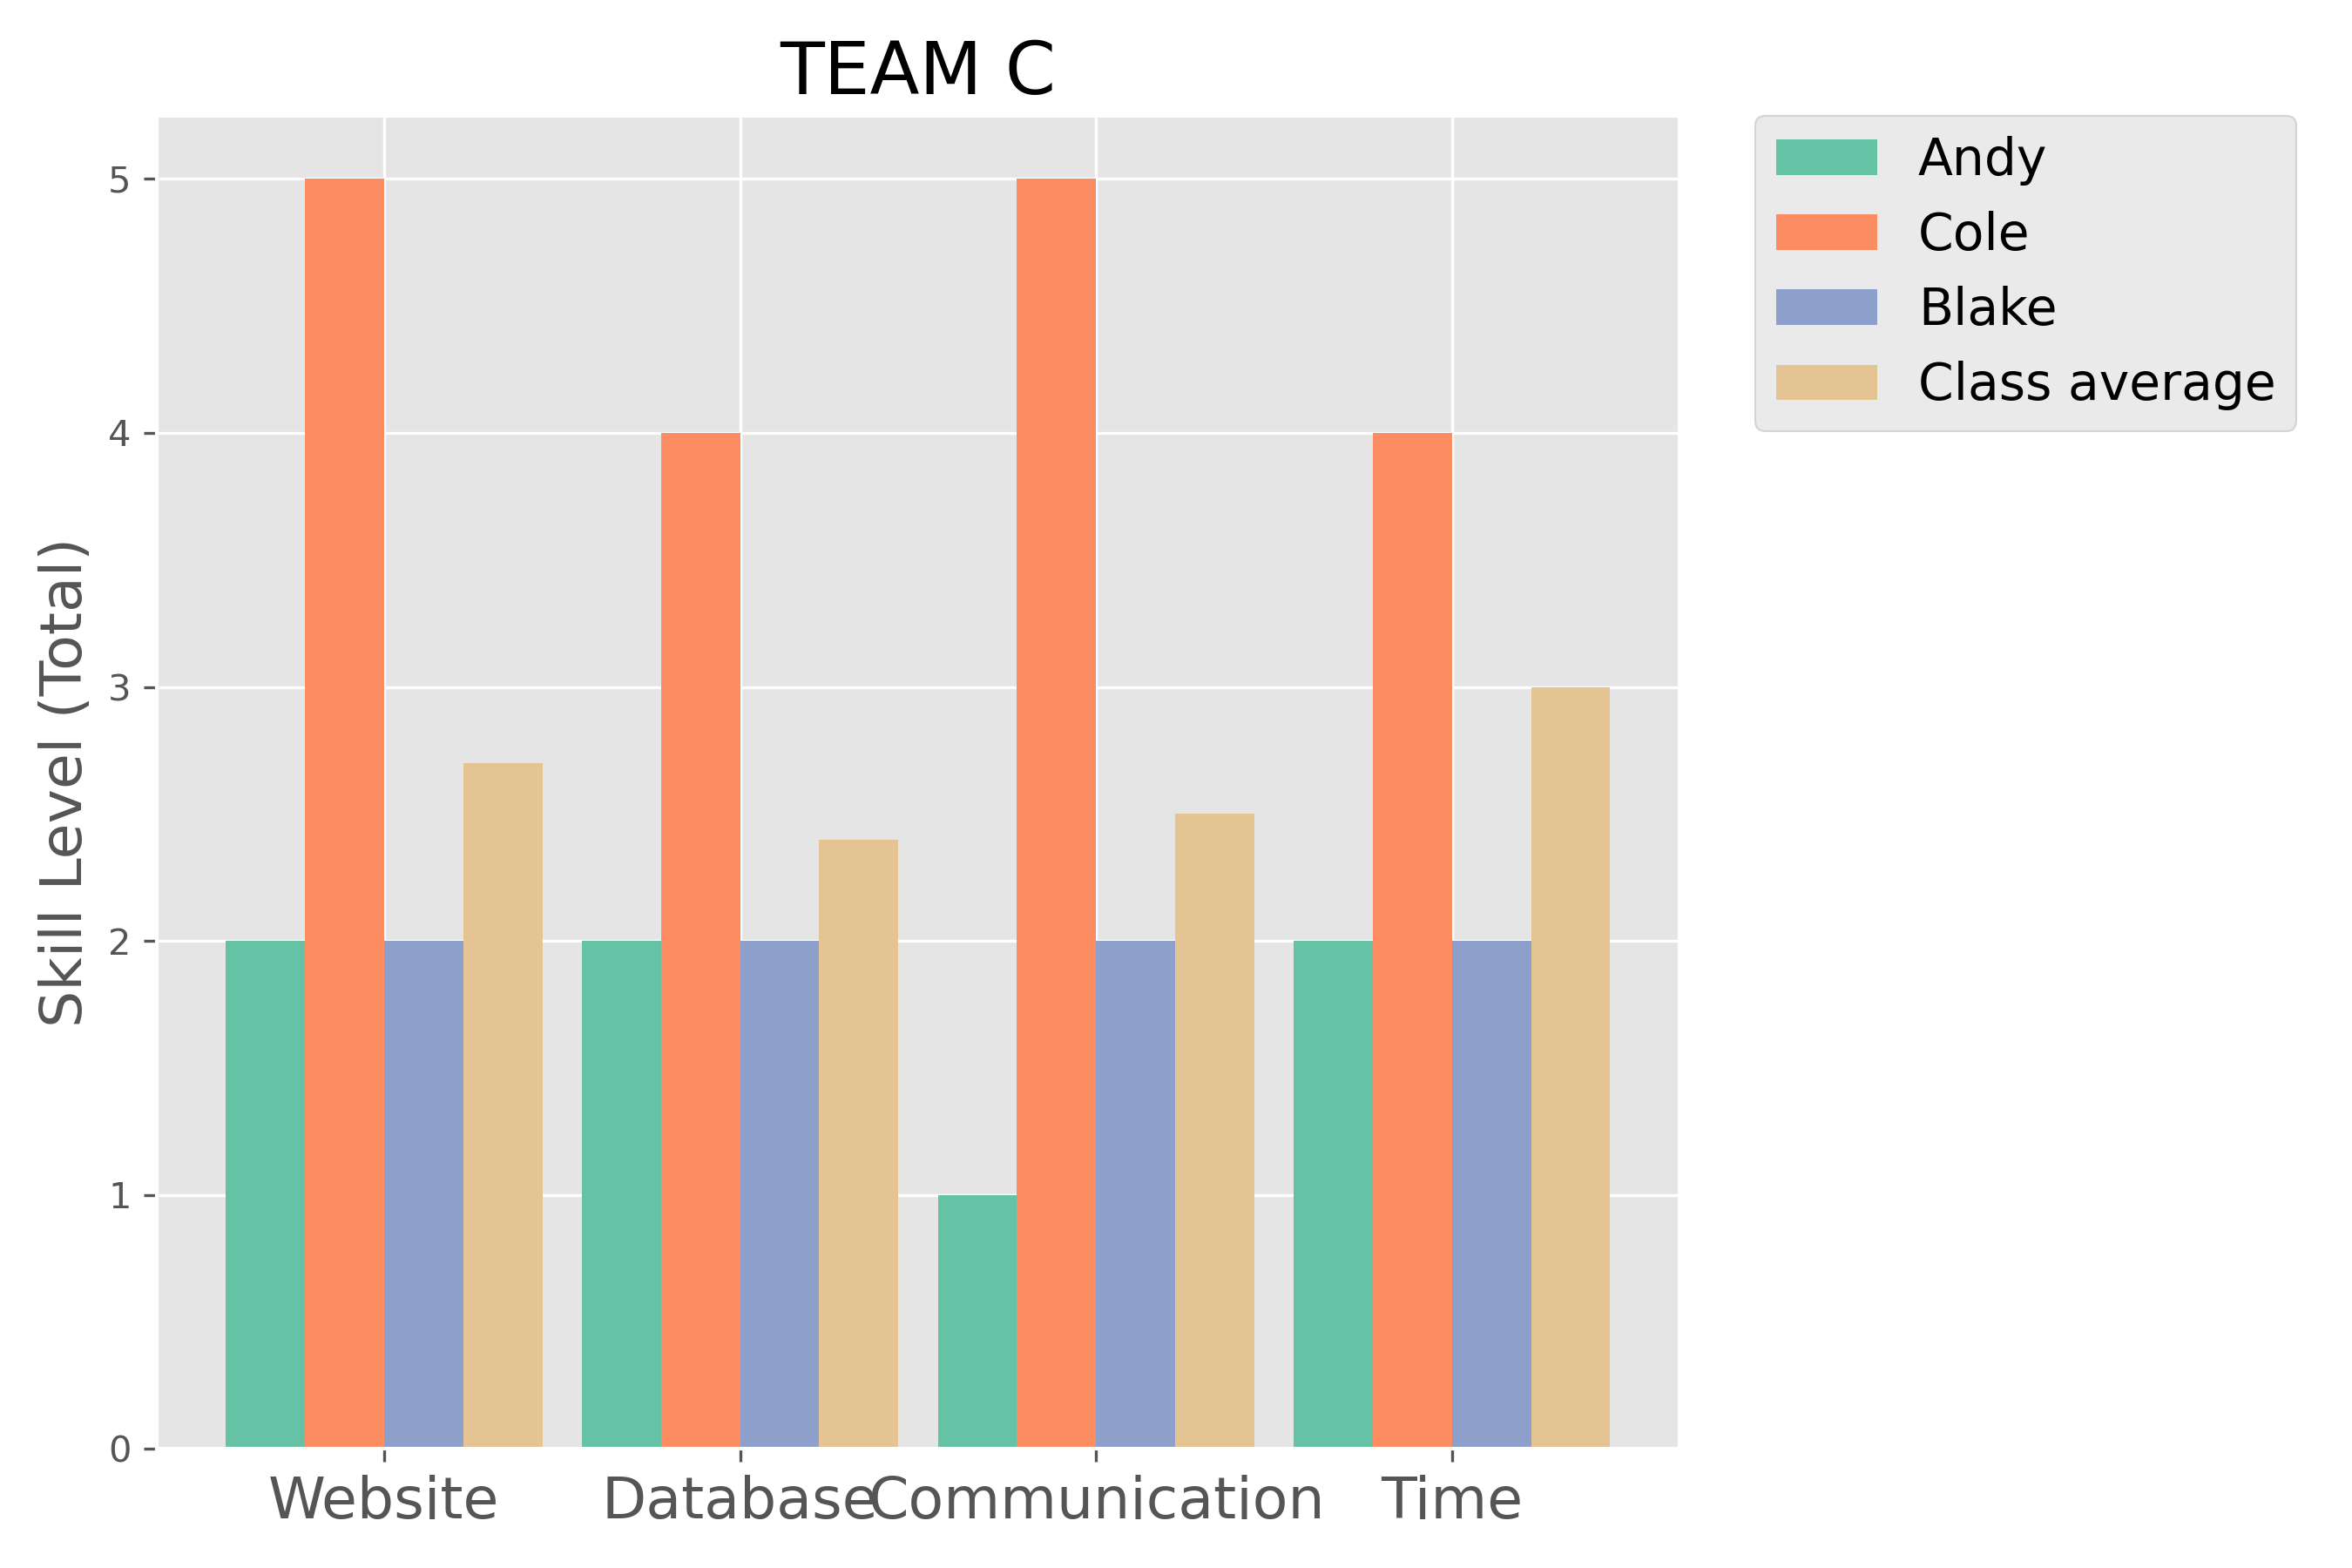 TEAM C
Andy
Cole
Blake
Class average
Skill Level (Total)
5
4
3
2
1
0
Website Database Communication Time